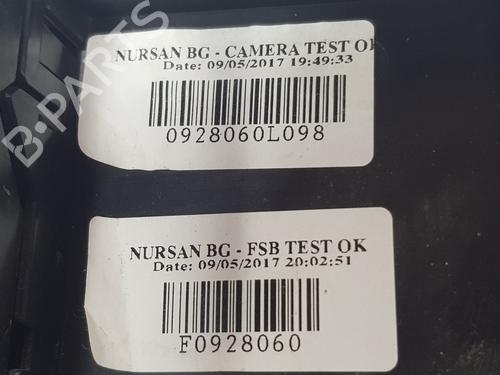 NURSAN BG - CAMERA TEST OK
Date: 09/05/2017 19:49:33
0928060L098
NURSAN BG - FSB TEST OK
Date: 09/05/2017 20:02:51
F0928060
B-PARTS